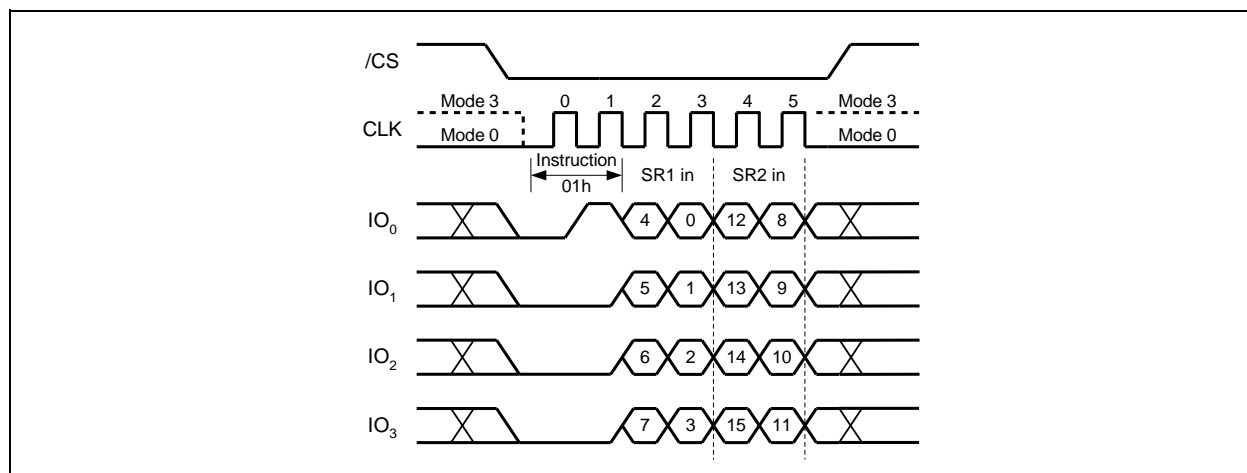 /CS
Mode 3 0 1 2 3 4 5 Mode 3
CLK Mode 0 Mode 0
Instruction
01h SR1 in SR2 in
IO0 4 0 12 8
IO1 5 1 13 9
IO2 6 2 14 10
IO3 7 3 15 11